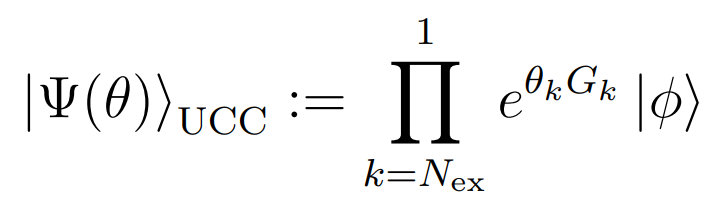 |Ψ(θ)⟩_UCC := ∏_{k=N_ex}^{1} e^{θ_k G_k} |ϕ⟩